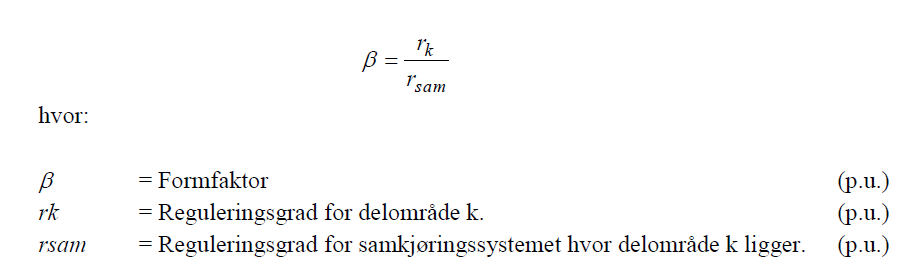 β = r_k / r_sam
hvor:
β = Formfaktor (p.u.)
rk = Reguleringsgrad for delområde k. (p.u.)
rsam = Reguleringsgrad for samkjøringssystemet hvor delområde k ligger. (p.u.)